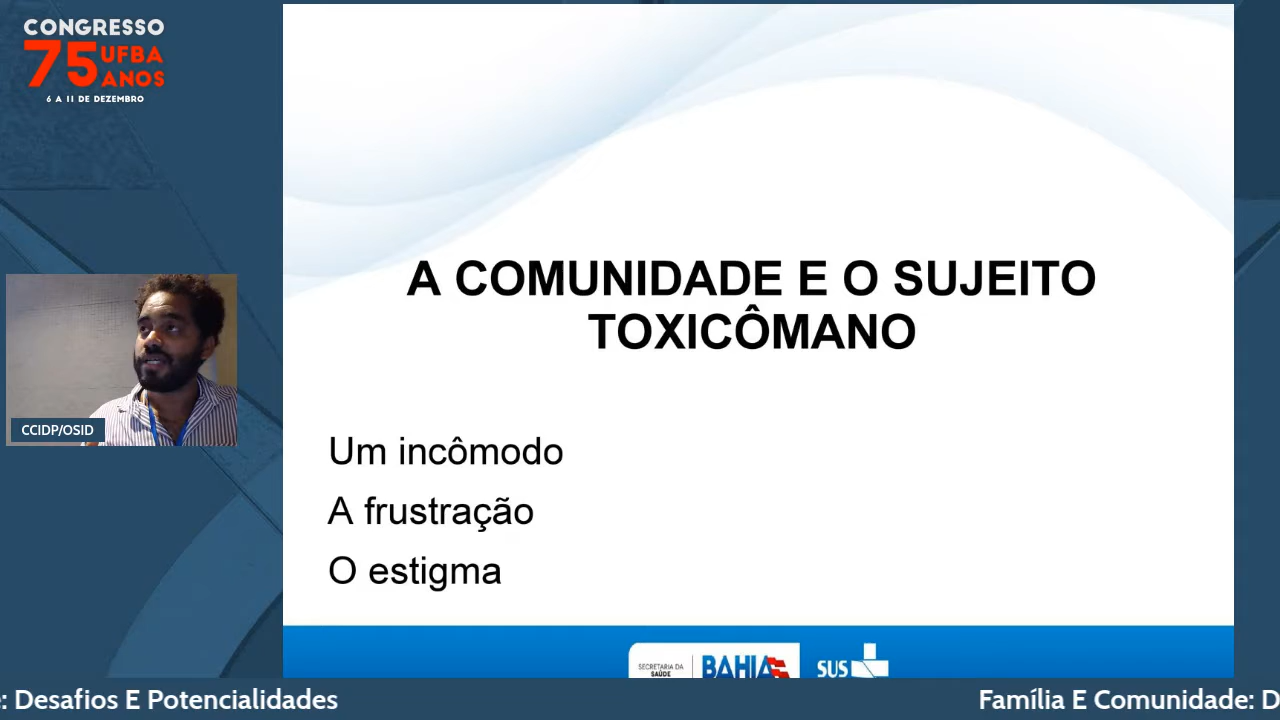 CONGRESSO
75 UFBA
ANOS
6 A 11 DE DEZEMBRO
A COMUNIDADE E O SUJEITO
TOXICÔMANO
CCIDP/OSID
Um incômodo
A frustração
O estigma
SECRETARIA DA
SAÚDE
BAHIA
SUS
: Desafios E Potencialidades
Família E Comunidade: D